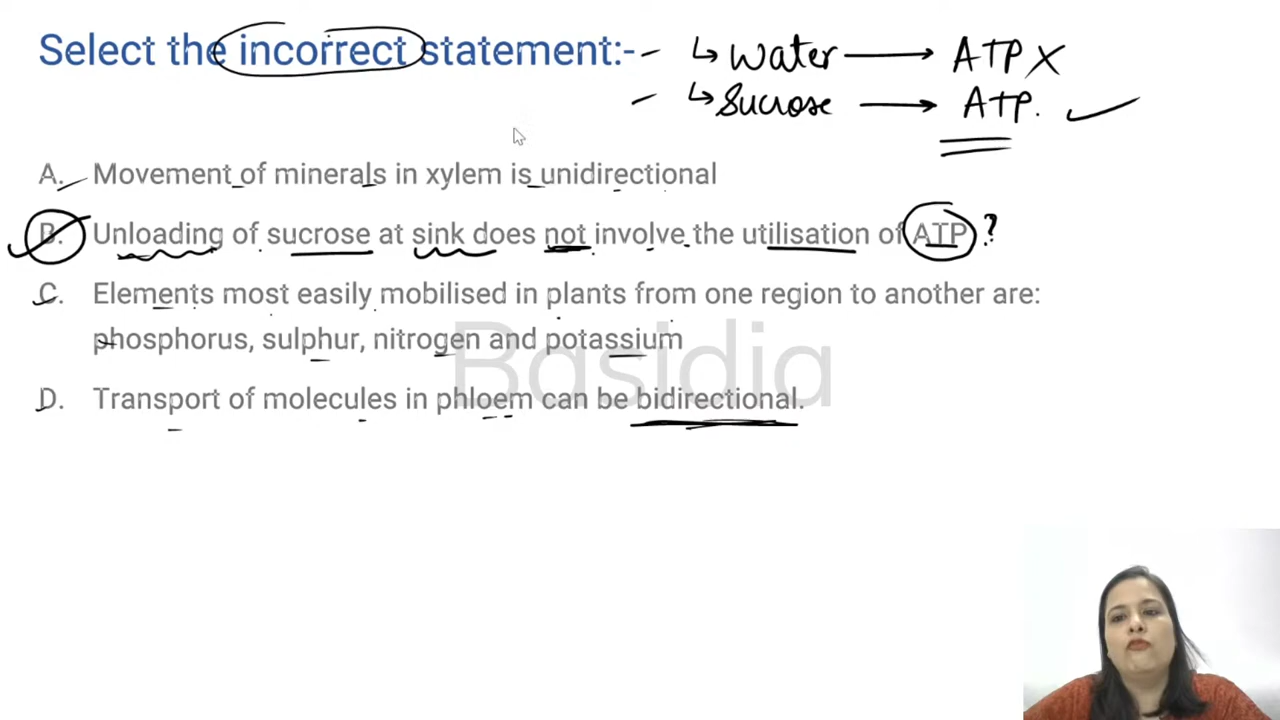 Select the incorrect statement:-
↳ Water → ATP X
↳ Sucrose → ATP. ✓
A. Movement of minerals in xylem is unidirectional
B. Unloading of sucrose at sink does not involve the utilisation of ATP ?
C. Elements most easily mobilised in plants from one region to another are:
phosphorus, sulphur, nitrogen and potassium
Basidia
D. Transport of molecules in phloem can be bidirectional.